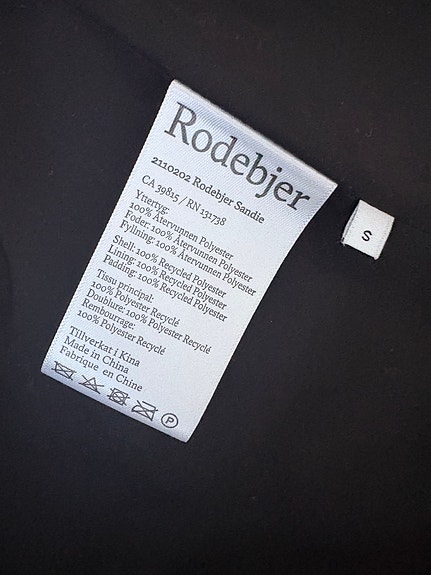 Rodebjer
2110202 Rodebjer Sandie
CA 39815 / RN 131738
Yttertyg:
100% Återvunnen Polyester
Foder: 100% Återvunnen Polyester
Fyllning: 100% Återvunnen Polyester
Shell: 100% Recycled Polyester
Lining: 100% Recycled Polyester
Padding: 100% Recycled Polyester
Tissu principal:
100% Polyester Recyclé
Doublure: 100% Polyester Recyclé
Rembourrage:
100% Polyester Recyclé
Tillverkat i Kina
Made in China
Fabrique en Chine
P
S